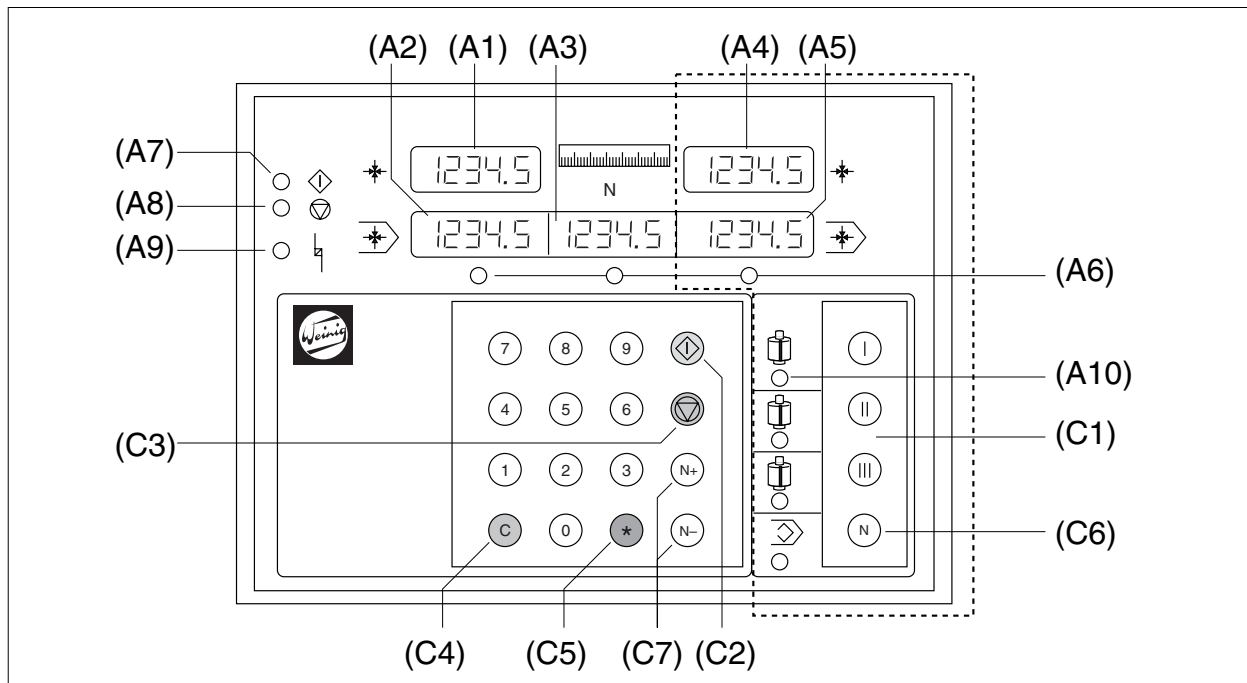 (A2) (A1) (A3) (A4) (A5)
(A7)
1234.5 1234.5
N
(A8)
1234.5 1234.5 1234.5
(A9)
(A6)
Weinig
7 8 9 I I
(A10)
4 5 6 II
(C3) (C1)
1 2 3 N+ III
C 0 * N– N
(C6)
(C4) (C5) (C7) (C2)